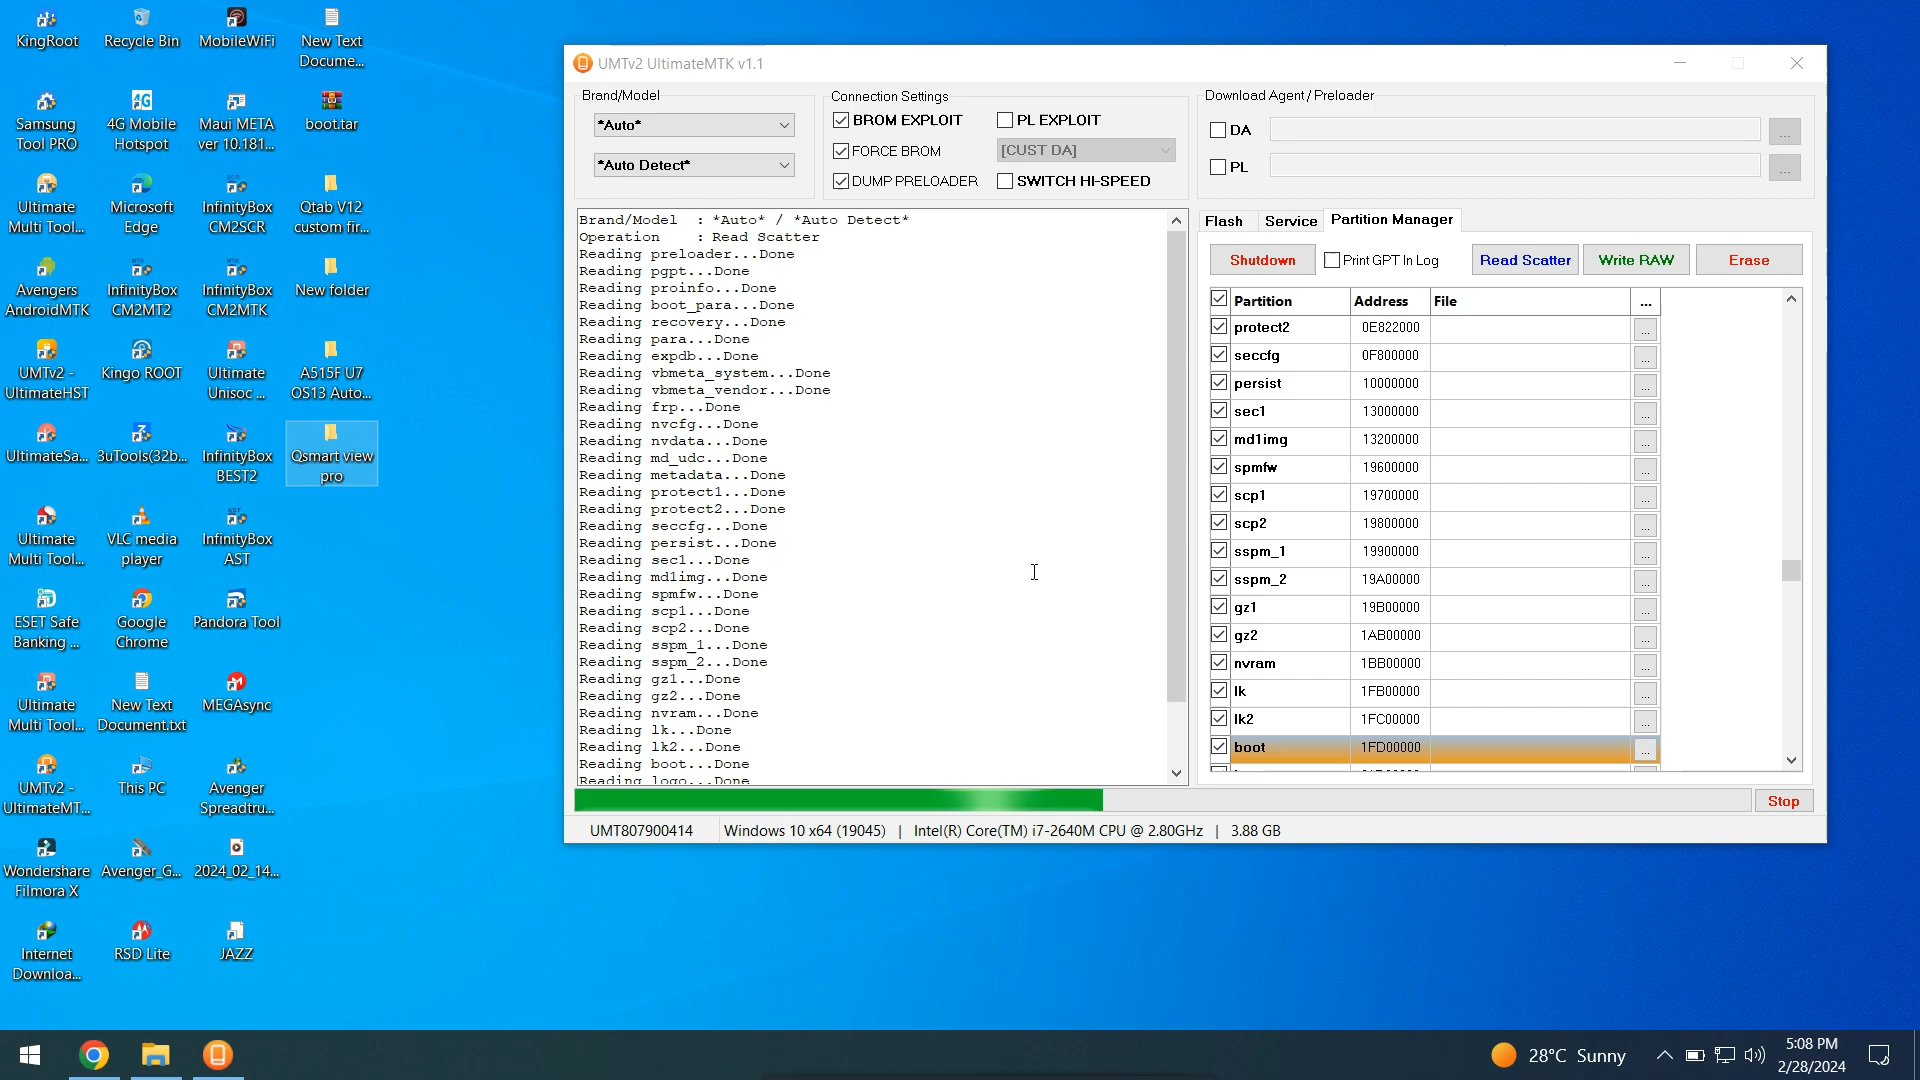 KingRoot
Recycle Bin
MobileWiFi
New Text
Docume...
Samsung
Tool PRO
4G Mobile
Hotspot
Maui META
ver 10.181...
boot.tar
Ultimate
Multi Tool...
Microsoft
Edge
InfinityBox
CM2SCR
Qtab V12
custom fir...
Avengers
AndroidMTK
InfinityBox
CM2MT2
InfinityBox
CM2MTK
New folder
UMTv2 -
UltimateHST
Kingo ROOT
Ultimate
Unisoc ...
A515F U7
OS13 Auto...
UltimateSa...
3uTools(32b...
InfinityBox
BEST2
Qsmart view
pro
Ultimate
Multi Tool...
VLC media
player
InfinityBox
AST
ESET Safe
Banking ...
Google
Chrome
Pandora Tool
Ultimate
Multi Tool...
New Text
Document.txt
MEGAsync
UMTv2 -
UltimateMT...
This PC
Avenger
Spreadtru...
Wondershare
Filmora X
Avenger_G...
2024_02_14...
Internet
Downloa...
RSD Lite
JAZZ
UMTv2 UltimateMTK v1.1
Brand/Model
*Auto*
*Auto Detect*
Connection Settings
BROM EXPLOIT
PL EXPLOIT
FORCE BROM
[CUST DA]
DUMP PRELOADER
SWITCH HI-SPEED
Download Agent / Preloader
DA
...
PL
...
Brand/Model : *Auto* / *Auto Detect*
Operation : Read Scatter
Reading preloader...Done
Reading pgpt...Done
Reading proinfo...Done
Reading boot_para...Done
Reading recovery...Done
Reading para...Done
Reading expdb...Done
Reading vbmeta_system...Done
Reading vbmeta_vendor...Done
Reading frp...Done
Reading nvcfg...Done
Reading nvdata...Done
Reading md_udc...Done
Reading metadata...Done
Reading protect1...Done
Reading protect2...Done
Reading seccfg...Done
Reading persist...Done
Reading sec1...Done
Reading md1img...Done
Reading spmfw...Done
Reading scp1...Done
Reading scp2...Done
Reading sspm_1...Done
Reading sspm_2...Done
Reading gz1...Done
Reading gz2...Done
Reading nvram...Done
Reading lk...Done
Reading lk2...Done
Reading boot...Done
Reading logo...Done
Flash Service Partition Manager
Shutdown Print GPT In Log Read Scatter Write RAW Erase
Partition Address File ...
protect2 0E822000 ...
seccfg 0F800000 ...
persist 10000000 ...
sec1 13000000 ...
md1img 13200000 ...
spmfw 19600000 ...
scp1 19700000 ...
scp2 19800000 ...
sspm_1 19900000 ...
sspm_2 19A00000 ...
gz1 19B00000 ...
gz2 1AB00000 ...
nvram 1BB00000 ...
lk 1FB00000 ...
lk2 1FC00000 ...
boot 1FD00000 ...
Stop
UMT807900414 Windows 10 x64 (19045) | Intel(R) Core(TM) i7-2640M CPU @ 2.80GHz | 3.88 GB
28°C Sunny
5:08 PM
2/28/2024